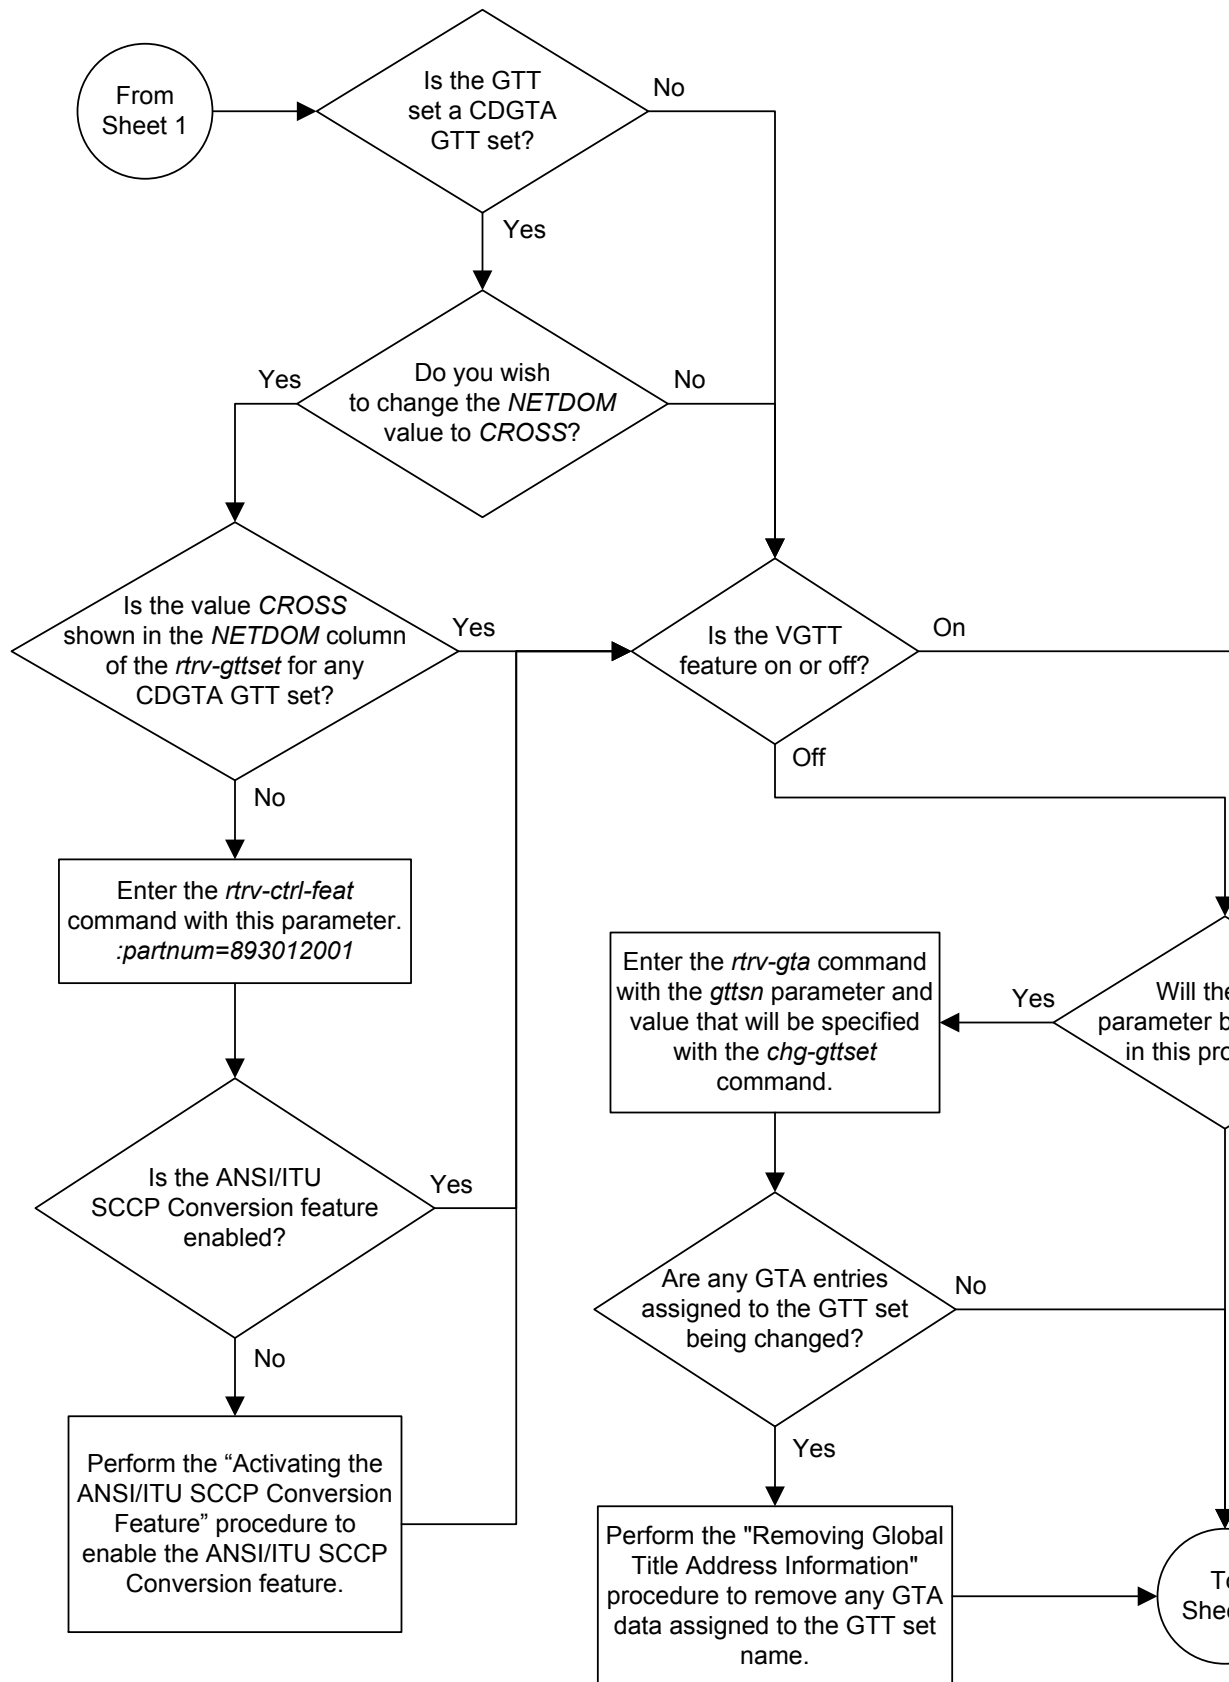 From
Sheet 1
Is the GTT
set a CDGTA
GTT set?
No
Yes
Do you wish
to change the NETDOM
value to CROSS?
Yes
No
Is the value CROSS
shown in the NETDOM column
of the rtrv-gttset for any
CDGTA GTT set?
Yes
No
Is the VGTT
feature on or off?
On
Off
Enter the rtrv-ctrl-feat
command with this parameter.
:partnum=893012001
Enter the rtrv-gta command
with the gttsn parameter and
value that will be specified
with the chg-gttset
command.
Yes
Will the
parameter b
in this pro
Is the ANSI/ITU
SCCP Conversion feature
enabled?
Yes
No
Are any GTA entries
assigned to the GTT set
being changed?
No
Yes
Perform the “Activating the
ANSI/ITU SCCP Conversion
Feature” procedure to
enable the ANSI/ITU SCCP
Conversion feature.
Perform the "Removing Global
Title Address Information"
procedure to remove any GTA
data assigned to the GTT set
name.
To
Shee